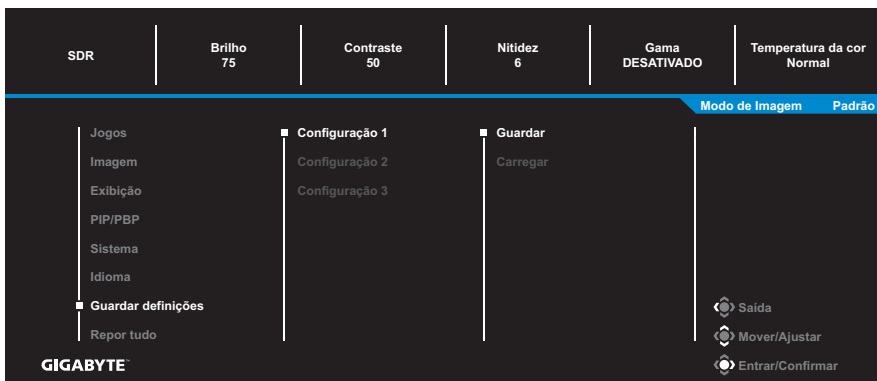 SDR
Brilho
75
Contraste
50
Nitidez
6
Gama
DESATIVADO
Temperatura da cor
Normal
Modo de Imagem Padrão
Jogos
Imagem
Exibição
PIP/PBP
Sistema
Idioma
Guardar definições
Repor tudo
Configuração 1
Configuração 2
Configuração 3
Guardar
Carregar
Saída
Mover/Ajustar
Entrar/Confirmar
GIGABYTE™